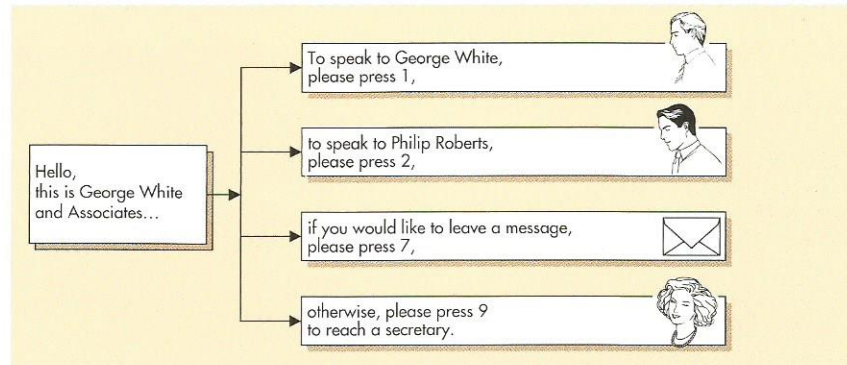 Hello,
this is George White
and Associates...
To speak to George White,
please press 1,
to speak to Philip Roberts,
please press 2,
if you would like to leave a message,
please press 7,
otherwise, please press 9
to reach a secretary.